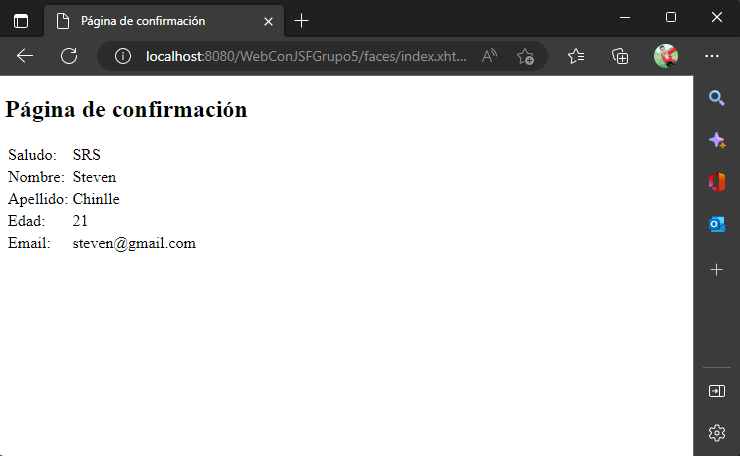 Página de confirmación
localhost:8080/WebConJSFGrupo5/faces/index.xht...
Página de confirmación
Saludo: SRS
Nombre: Steven
Apellido: Chinlle
Edad: 21
Email: steven@gmail.com